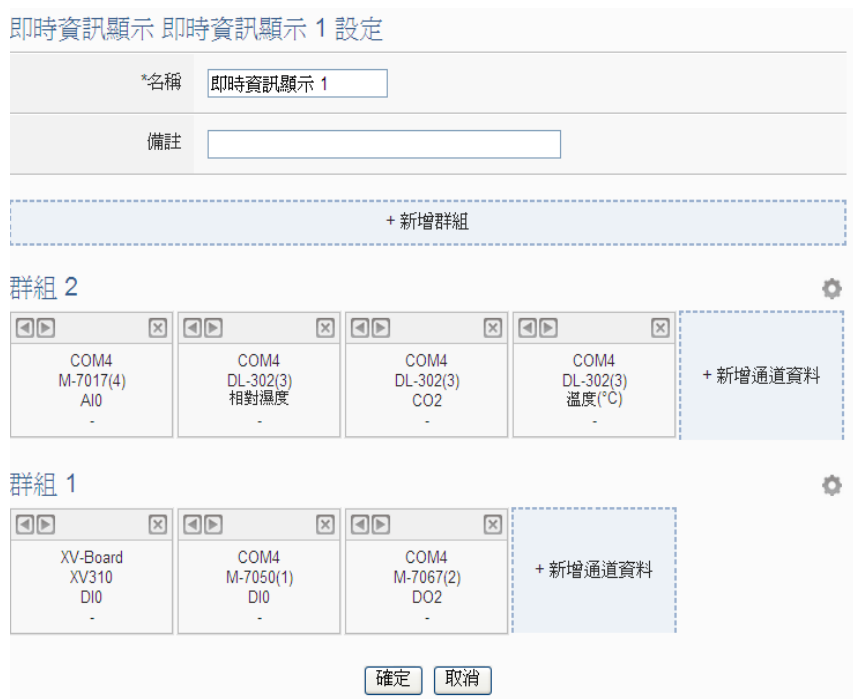 即時資訊顯示 即時資訊顯示 1 設定
*名稱
即時資訊顯示 1
備註
+ 新增群組
群組 2
COM4
M-7017(4)
AI0
-
COM4
DL-302(3)
相對濕度
-
COM4
DL-302(3)
CO2
-
COM4
DL-302(3)
溫度(°C)
-
+ 新增通道資料
群組 1
XV-Board
XV310
DI0
-
COM4
M-7050(1)
DI0
-
COM4
M-7067(2)
DO2
-
+ 新增通道資料
確定
取消